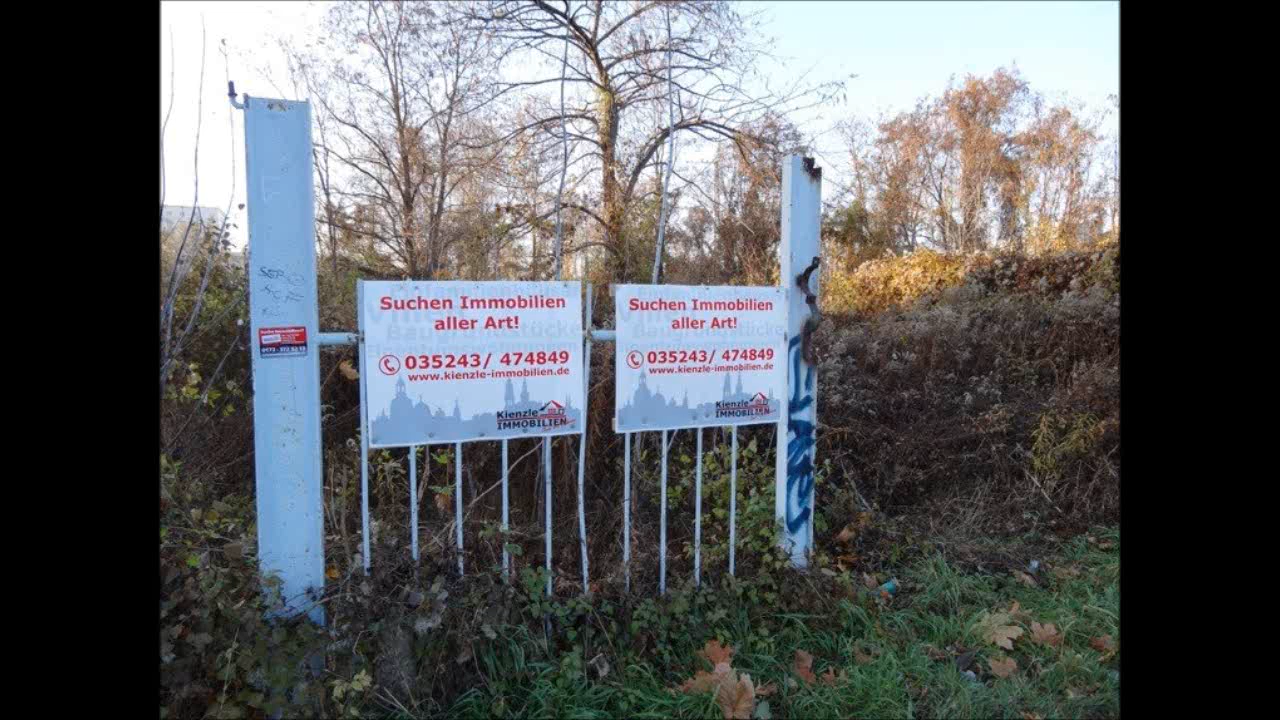 Suchen Immobilien
aller Art!
035243/ 474849
www.kienzle-immobilien.de
Kienzle
IMMOBILIEN
Suchen Immobilien
aller Art!
Baugrundstücke
035243/ 474849
www.kienzle-immobilien.de
Kienzle
IMMOBILIEN